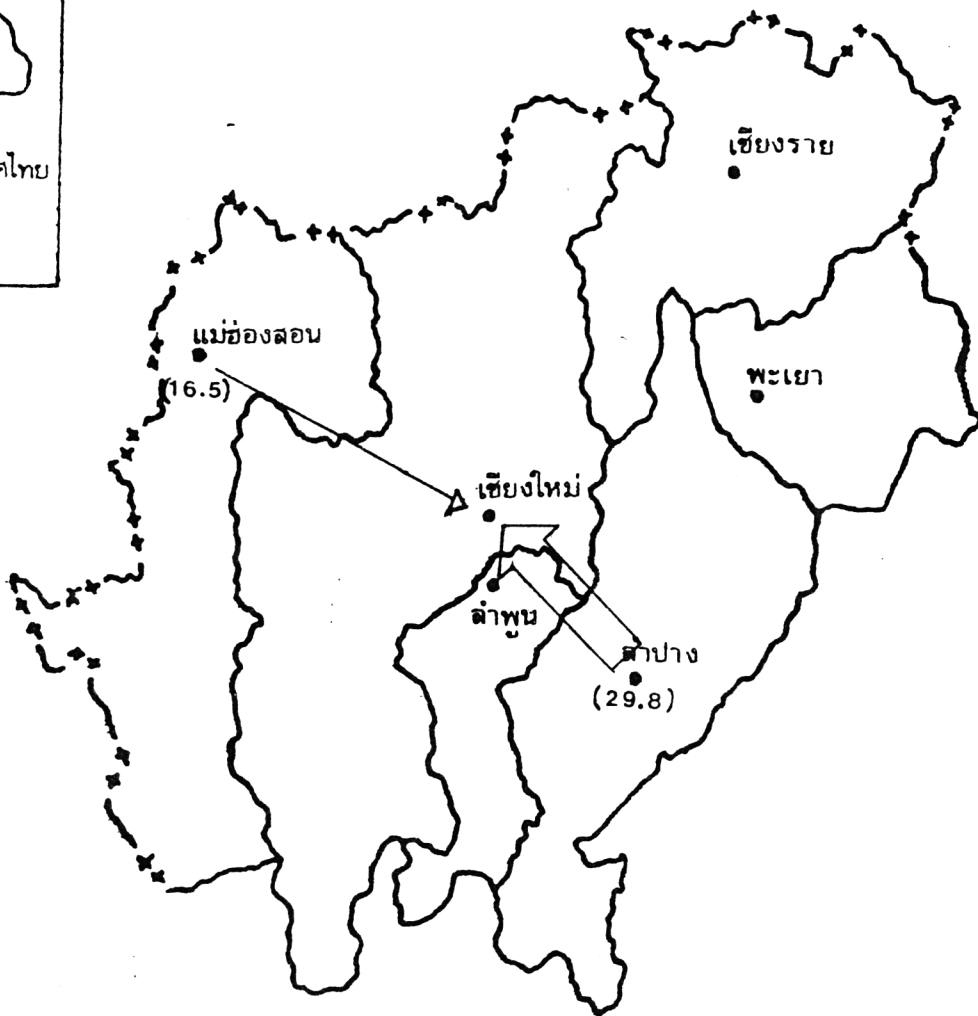 เชียงราย
ศไทย
แม่ฮ่องสอน
(16.5)
พะเยา
เชียงใหม่
ลำพูน
ลำปาง
(29.8)